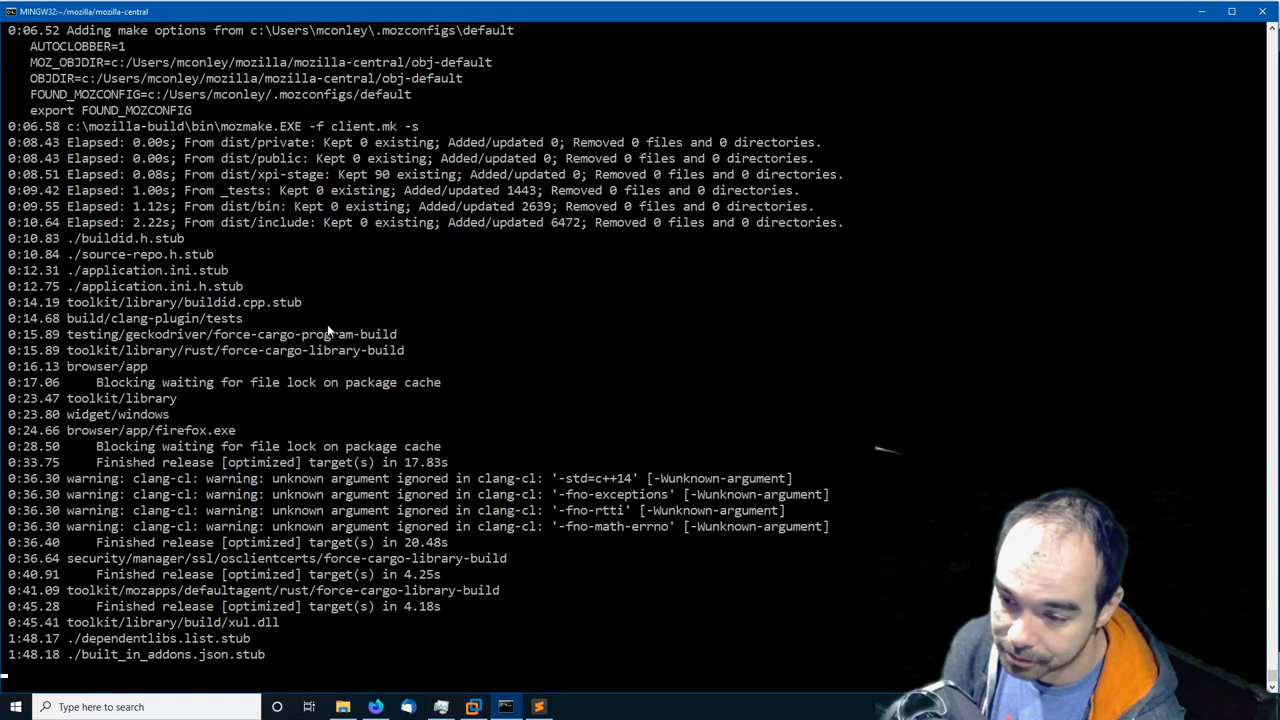 MINGW32:~/mozilla/mozilla-central
0:06.52 Adding make options from c:\Users\mconley\.mozconfigs\default
AUTOCLOBBER=1
MOZ_OBJDIR=c:/Users/mconley/mozilla/mozilla-central/obj-default
OBJDIR=c:/Users/mconley/mozilla/mozilla-central/obj-default
FOUND_MOZCONFIG=c:/Users/mconley/.mozconfigs/default
export FOUND_MOZCONFIG
0:06.58 c:\mozilla-build\bin\mozmake.EXE -f client.mk -s
0:08.43 Elapsed: 0.00s; From dist/private: Kept 0 existing; Added/updated 0; Removed 0 files and 0 directories.
0:08.43 Elapsed: 0.00s; From dist/public: Kept 0 existing; Added/updated 0; Removed 0 files and 0 directories.
0:08.51 Elapsed: 0.08s; From dist/xpi-stage: Kept 90 existing; Added/updated 0; Removed 0 files and 0 directories.
0:09.42 Elapsed: 1.00s; From _tests: Kept 0 existing; Added/updated 1443; Removed 0 files and 0 directories.
0:09.55 Elapsed: 1.12s; From dist/bin: Kept 0 existing; Added/updated 2639; Removed 0 files and 0 directories.
0:10.64 Elapsed: 2.22s; From dist/include: Kept 0 existing; Added/updated 6472; Removed 0 files and 0 directories.
0:10.83 ./buildid.h.stub
0:10.84 ./source-repo.h.stub
0:12.31 ./application.ini.stub
0:12.75 ./application.ini.h.stub
0:14.19 toolkit/library/buildid.cpp.stub
0:14.68 build/clang-plugin/tests
0:15.89 testing/geckodriver/force-cargo-program-build
0:15.89 toolkit/library/rust/force-cargo-library-build
0:16.13 browser/app
0:17.06 Blocking waiting for file lock on package cache
0:23.47 toolkit/library
0:23.80 widget/windows
0:24.66 browser/app/firefox.exe
0:28.50 Blocking waiting for file lock on package cache
0:33.75 Finished release [optimized] target(s) in 17.83s
0:36.30 warning: clang-cl: warning: unknown argument ignored in clang-cl: '-std=c++14' [-Wunknown-argument]
0:36.30 warning: clang-cl: warning: unknown argument ignored in clang-cl: '-fno-exceptions' [-Wunknown-argument]
0:36.30 warning: clang-cl: warning: unknown argument ignored in clang-cl: '-fno-rtti' [-Wunknown-argument]
0:36.30 warning: clang-cl: warning: unknown argument ignored in clang-cl: '-fno-math-errno' [-Wunknown-argument]
0:36.40 Finished release [optimized] target(s) in 20.48s
0:36.64 security/manager/ssl/osclientcerts/force-cargo-library-build
0:40.91 Finished release [optimized] target(s) in 4.25s
0:41.09 toolkit/mozapps/defaultagent/rust/force-cargo-library-build
0:45.28 Finished release [optimized] target(s) in 4.18s
0:45.41 toolkit/library/build/xul.dll
1:48.17 ./dependentlibs.list.stub
1:48.18 ./built_in_addons.json.stub
Type here to search